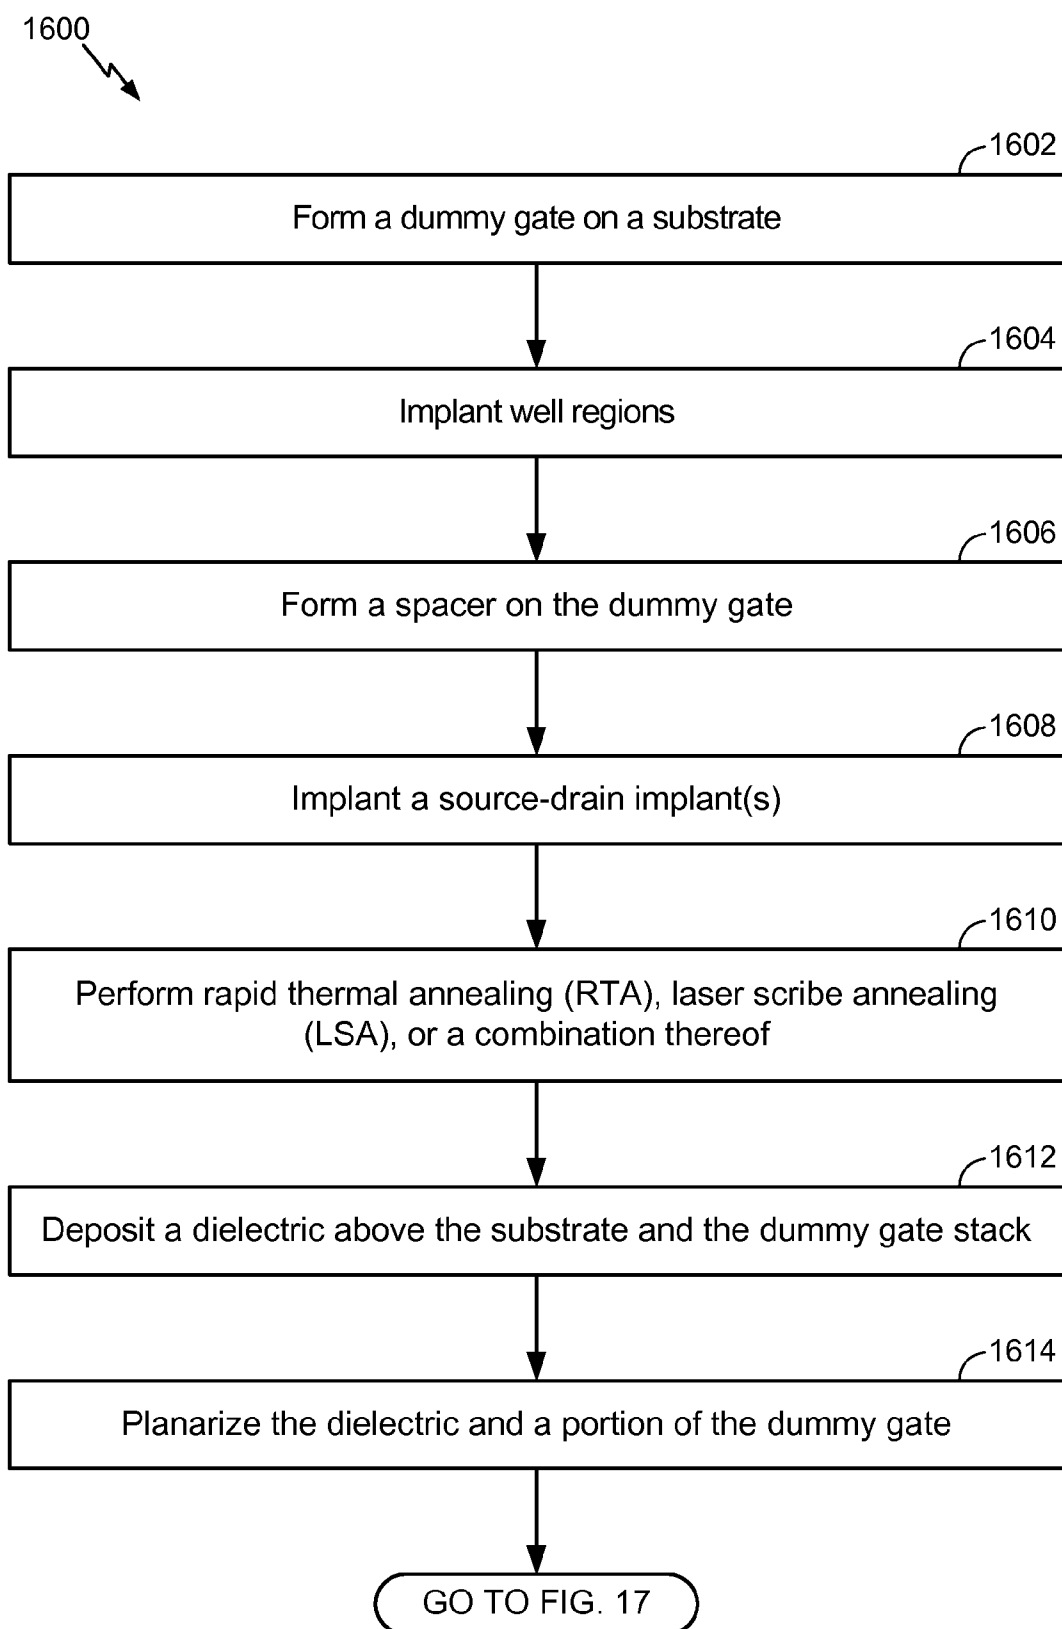 1600
1602
Form a dummy gate on a substrate
1604
Implant well regions
1606
Form a spacer on the dummy gate
1608
Implant a source-drain implant(s)
1610
Perform rapid thermal annealing (RTA), laser scribe annealing
(LSA), or a combination thereof
1612
Deposit a dielectric above the substrate and the dummy gate stack
1614
Planarize the dielectric and a portion of the dummy gate
GO TO FIG. 17